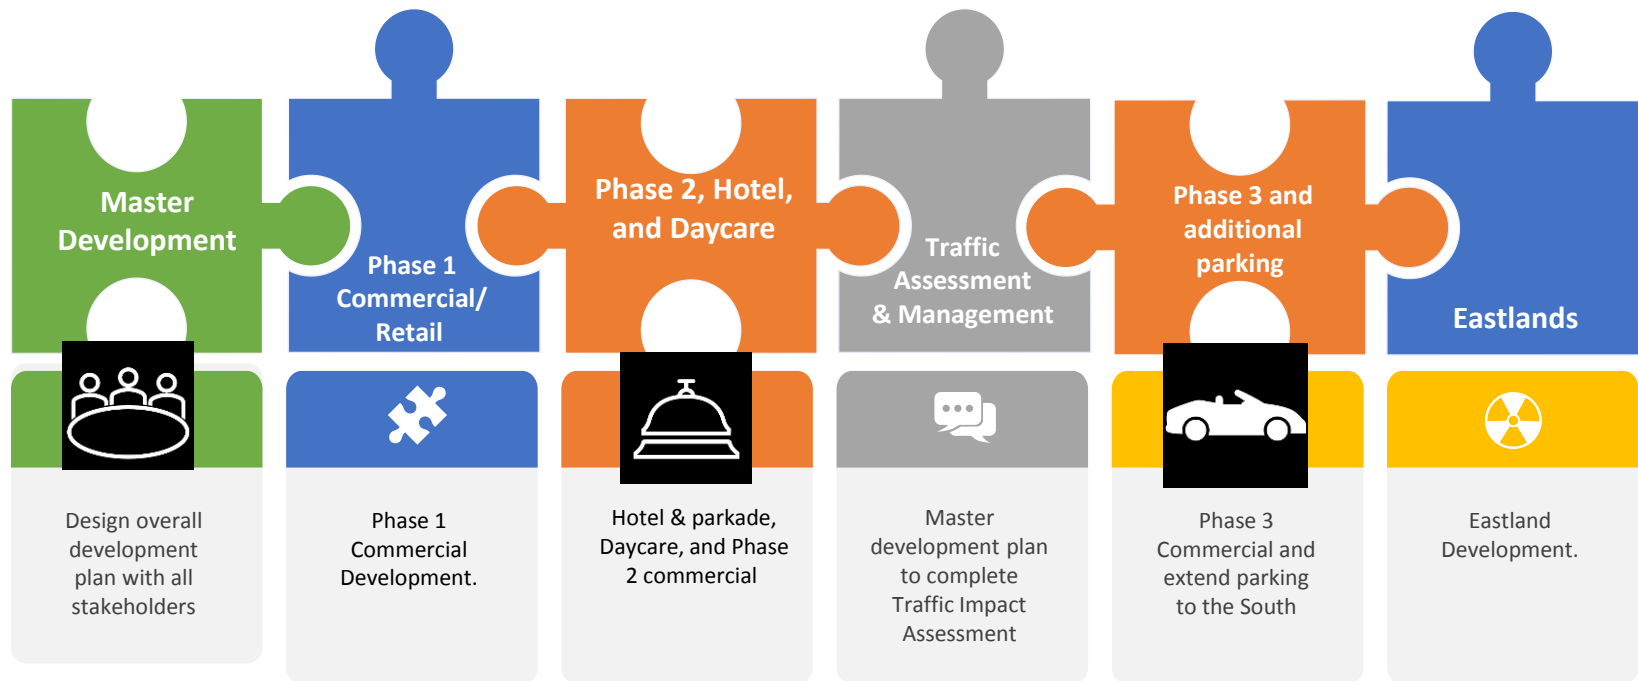 Master
Development
Phase 1
Commercial/
Retail
Phase 2, Hotel,
and Daycare
Traffic
Assessment
& Management
Phase 3 and
additional
parking
Eastlands
Design overall
development
plan with all
stakeholders
Phase 1
Commercial
Development.
Hotel & parkade,
Daycare, and Phase
2 commercial
Master
development plan
to complete
Traffic Impact
Assessment
Phase 3
Commercial and
extend parking
to the South
Eastland
Development.